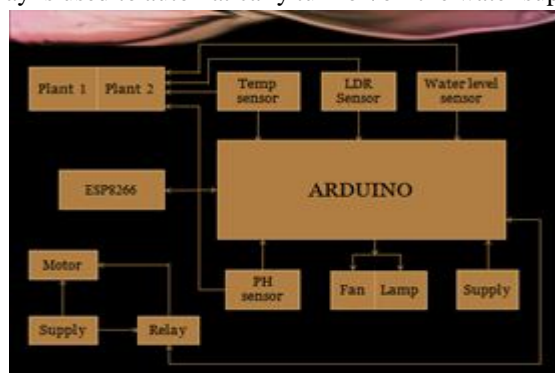 Plant 1 Plant 2
Temp
sensor
LDR
Sensor
Water level
sensor
ESP8266
ARDUINO
Motor
PH
sensor
Fan Lamp
Supply
Supply
Relay